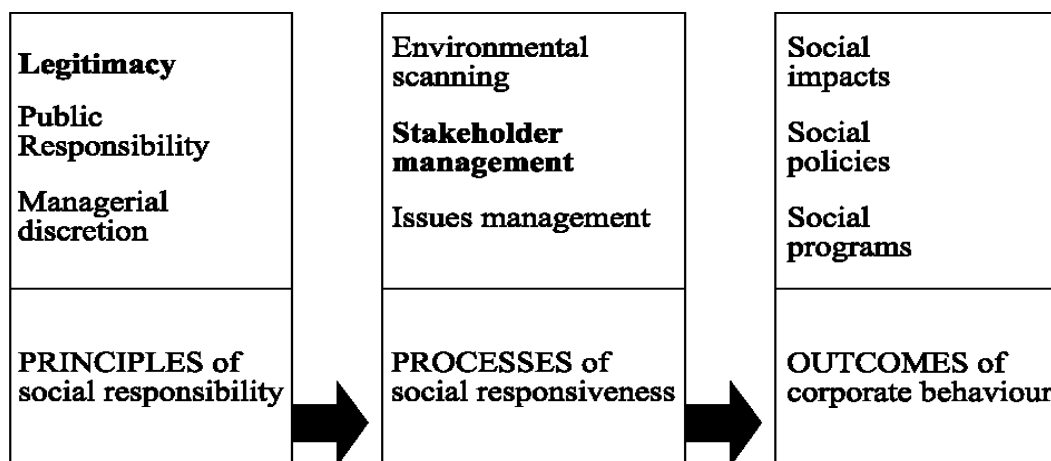 Legitimacy
Public
Responsibility
Managerial
discretion
PRINCIPLES of
social responsibility
Environmental
scanning
Stakeholder
management
Issues management
PROCESSES of
social responsiveness
Social
impacts
Social
policies
Social
programs
OUTCOMES of
corporate behaviour